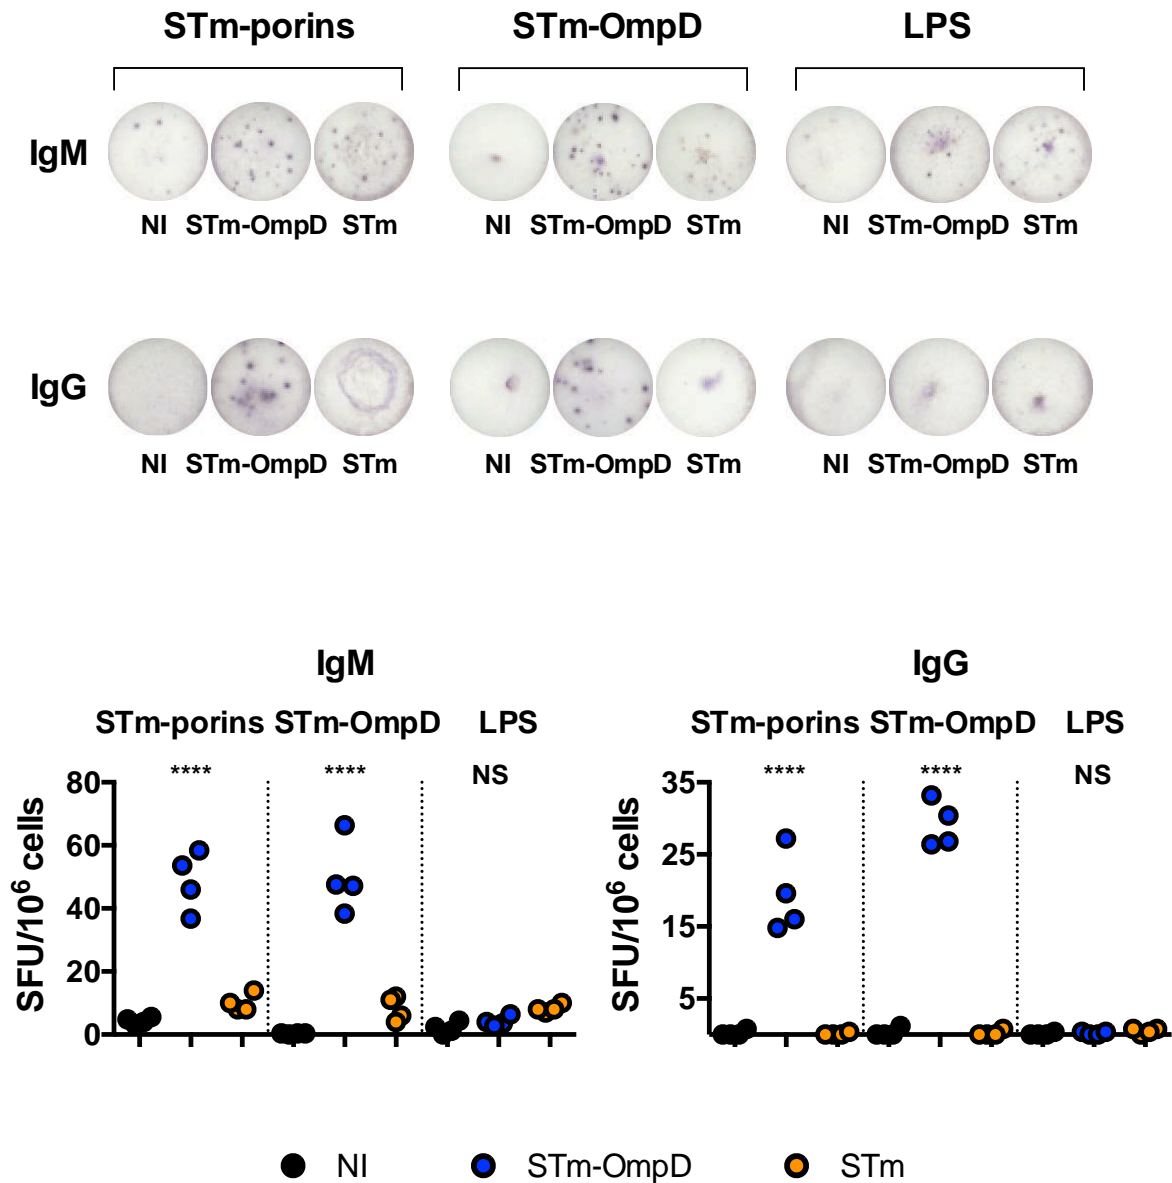 STm-porins STm-OmpD LPS
IgM
NI STm-OmpD STm NI STm-OmpD STm NI STm-OmpD STm
IgG
NI STm-OmpD STm NI STm-OmpD STm NI STm-OmpD STm
IgM
STm-porins STm-OmpD LPS
**** **** NS
SFU/10⁶ cells
80
60
40
20
0
IgG
STm-porins STm-OmpD LPS
**** **** NS
SFU/10⁶ cells
35
25
15
5
NI STm-OmpD STm